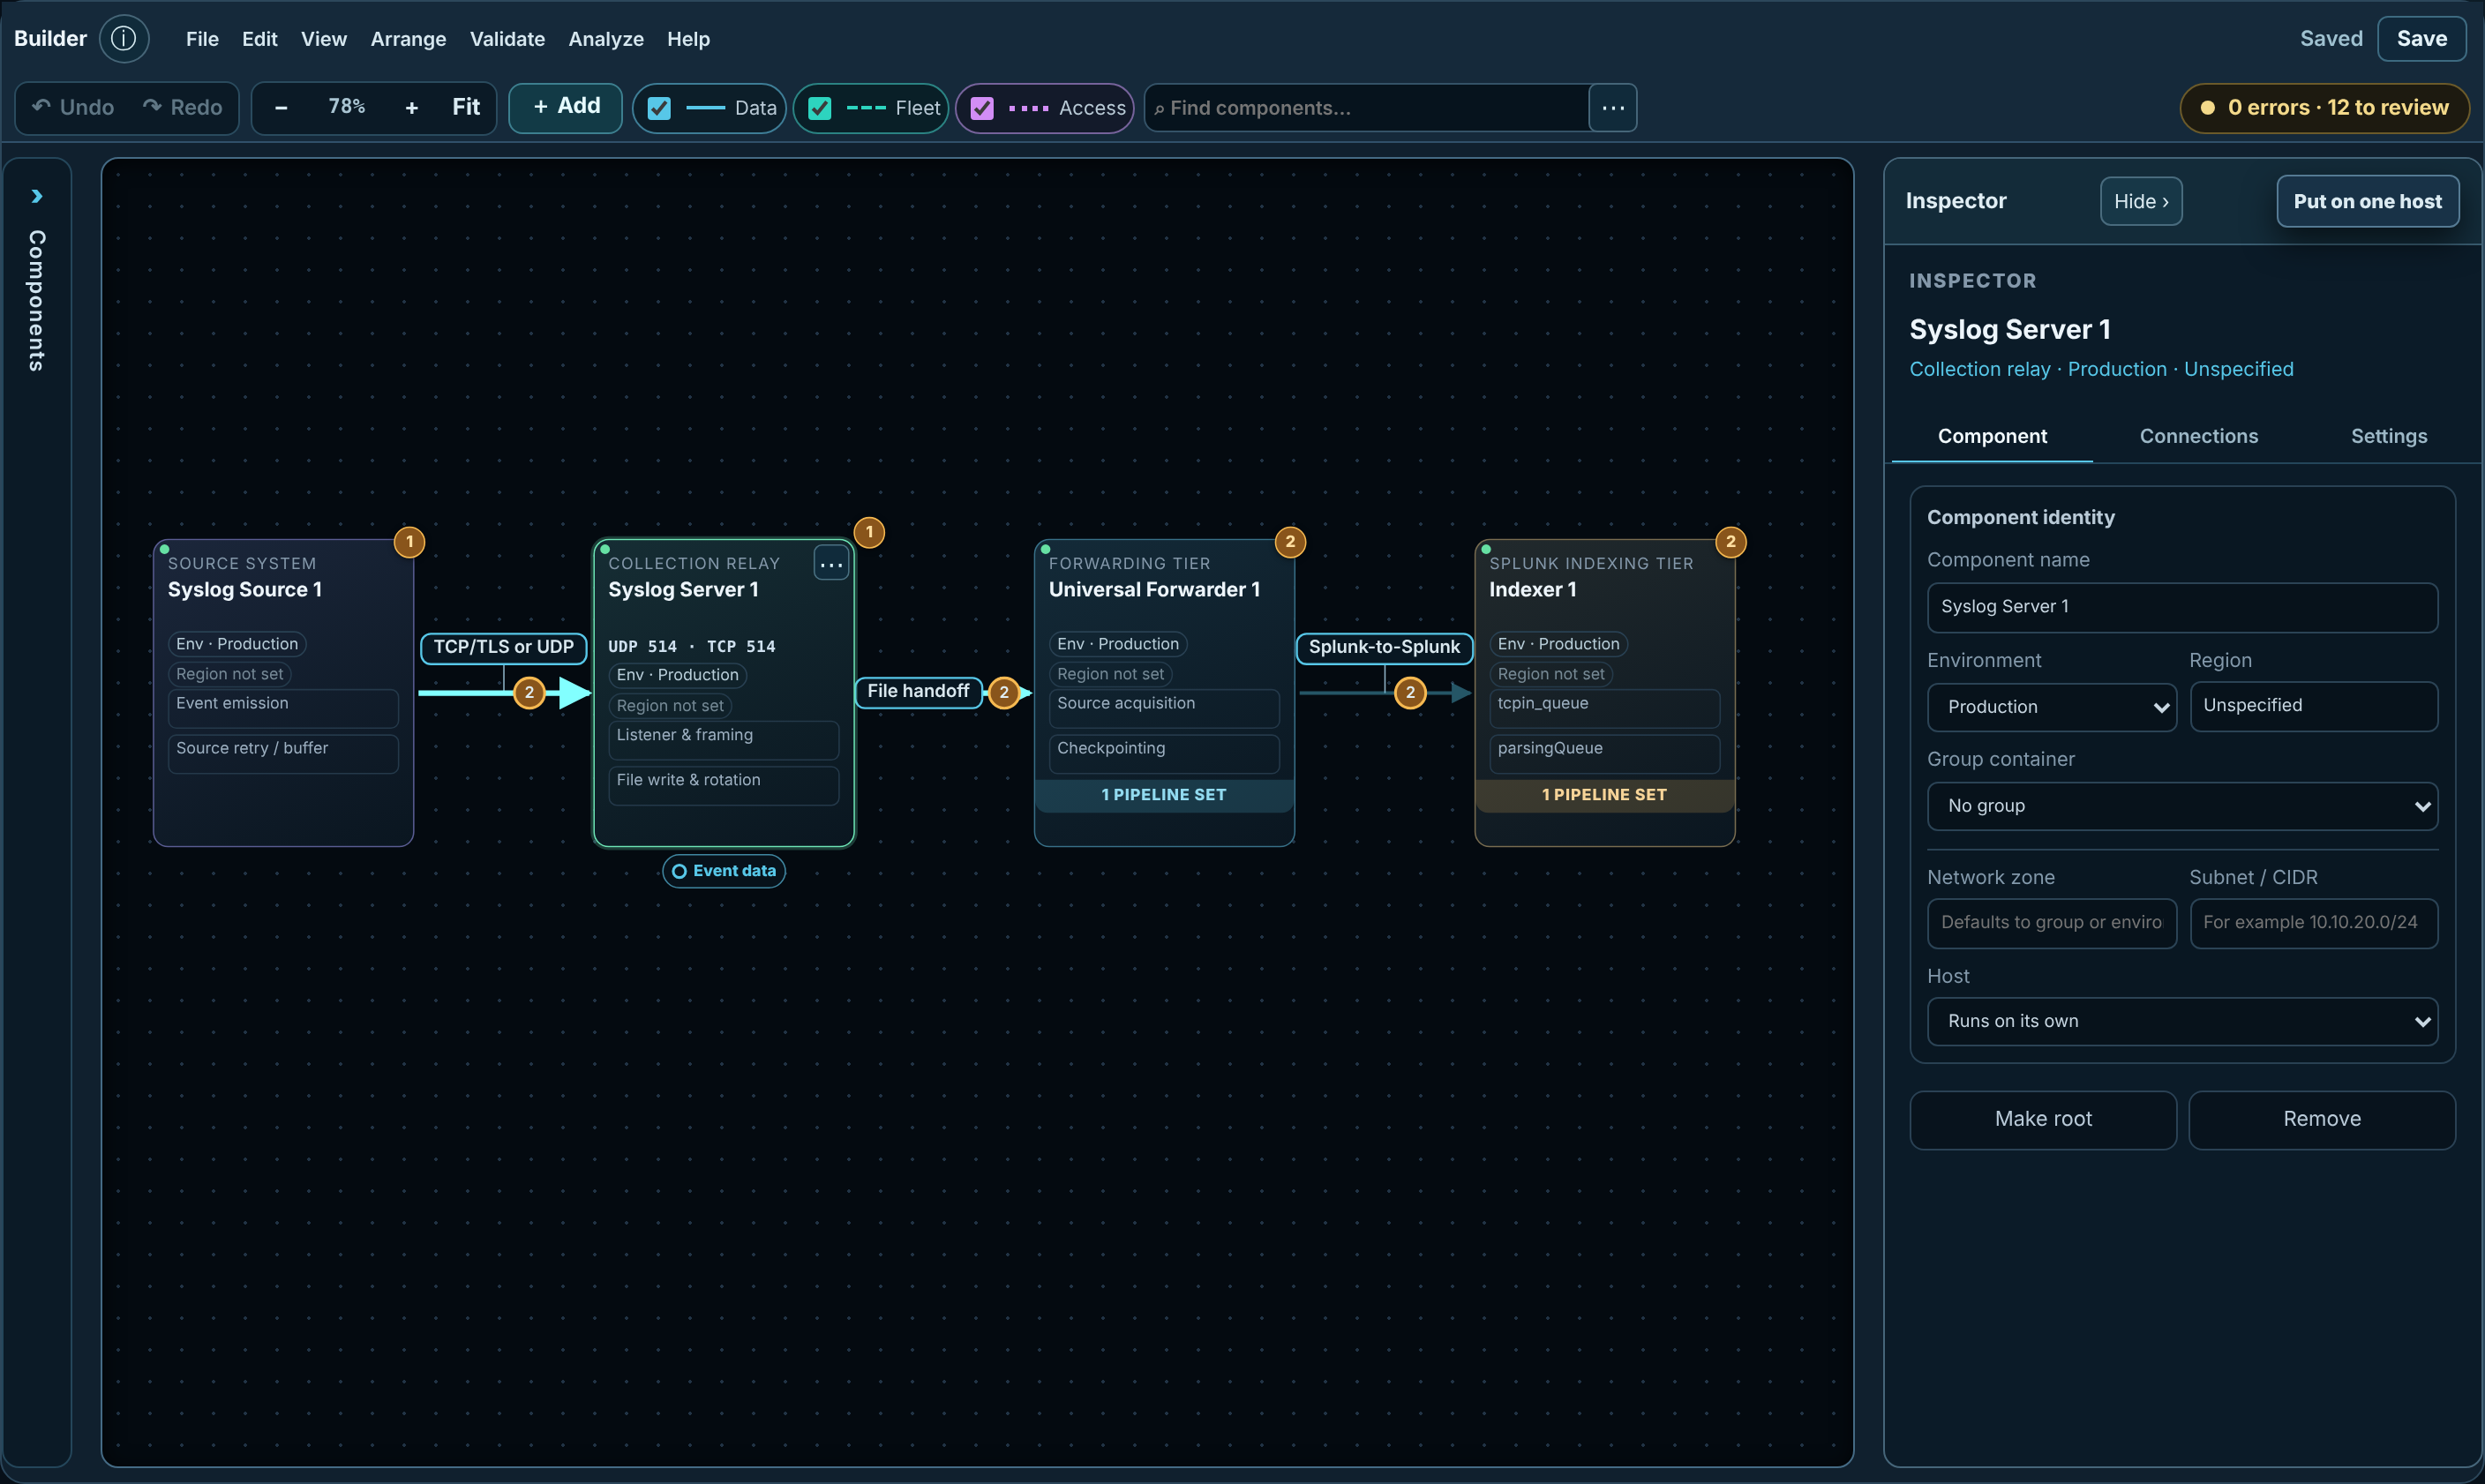 Builder ⓘ File Edit View Arrange Validate Analyze Help Saved Save
↶ Undo ↷ Redo − 78% + Fit + Add Data Fleet Access ⌕ Find components... ⋯ 0 errors · 12 to review
› Components
SOURCE SYSTEM
Syslog Source 1
1
Env · Production
Region not set
Event emission
Source retry / buffer
TCP/TLS or UDP
2
COLLECTION RELAY
Syslog Server 1
⋯
1
UDP 514 · TCP 514
Env · Production
Region not set
Listener & framing
File write & rotation
Event data
File handoff
2
FORWARDING TIER
Universal Forwarder 1
2
Env · Production
Region not set
Source acquisition
Checkpointing
1 PIPELINE SET
Splunk-to-Splunk
2
SPLUNK INDEXING TIER
Indexer 1
2
Env · Production
Region not set
tcpin_queue
parsingQueue
1 PIPELINE SET
Inspector Hide › Put on one host
INSPECTOR
Syslog Server 1
Collection relay · Production · Unspecified
Component Connections Settings
Component identity
Component name
Syslog Server 1
Environment Region
Production Unspecified
Group container
No group
Network zone Subnet / CIDR
Defaults to group or enviro For example 10.10.20.0/24
Host
Runs on its own
Make root Remove